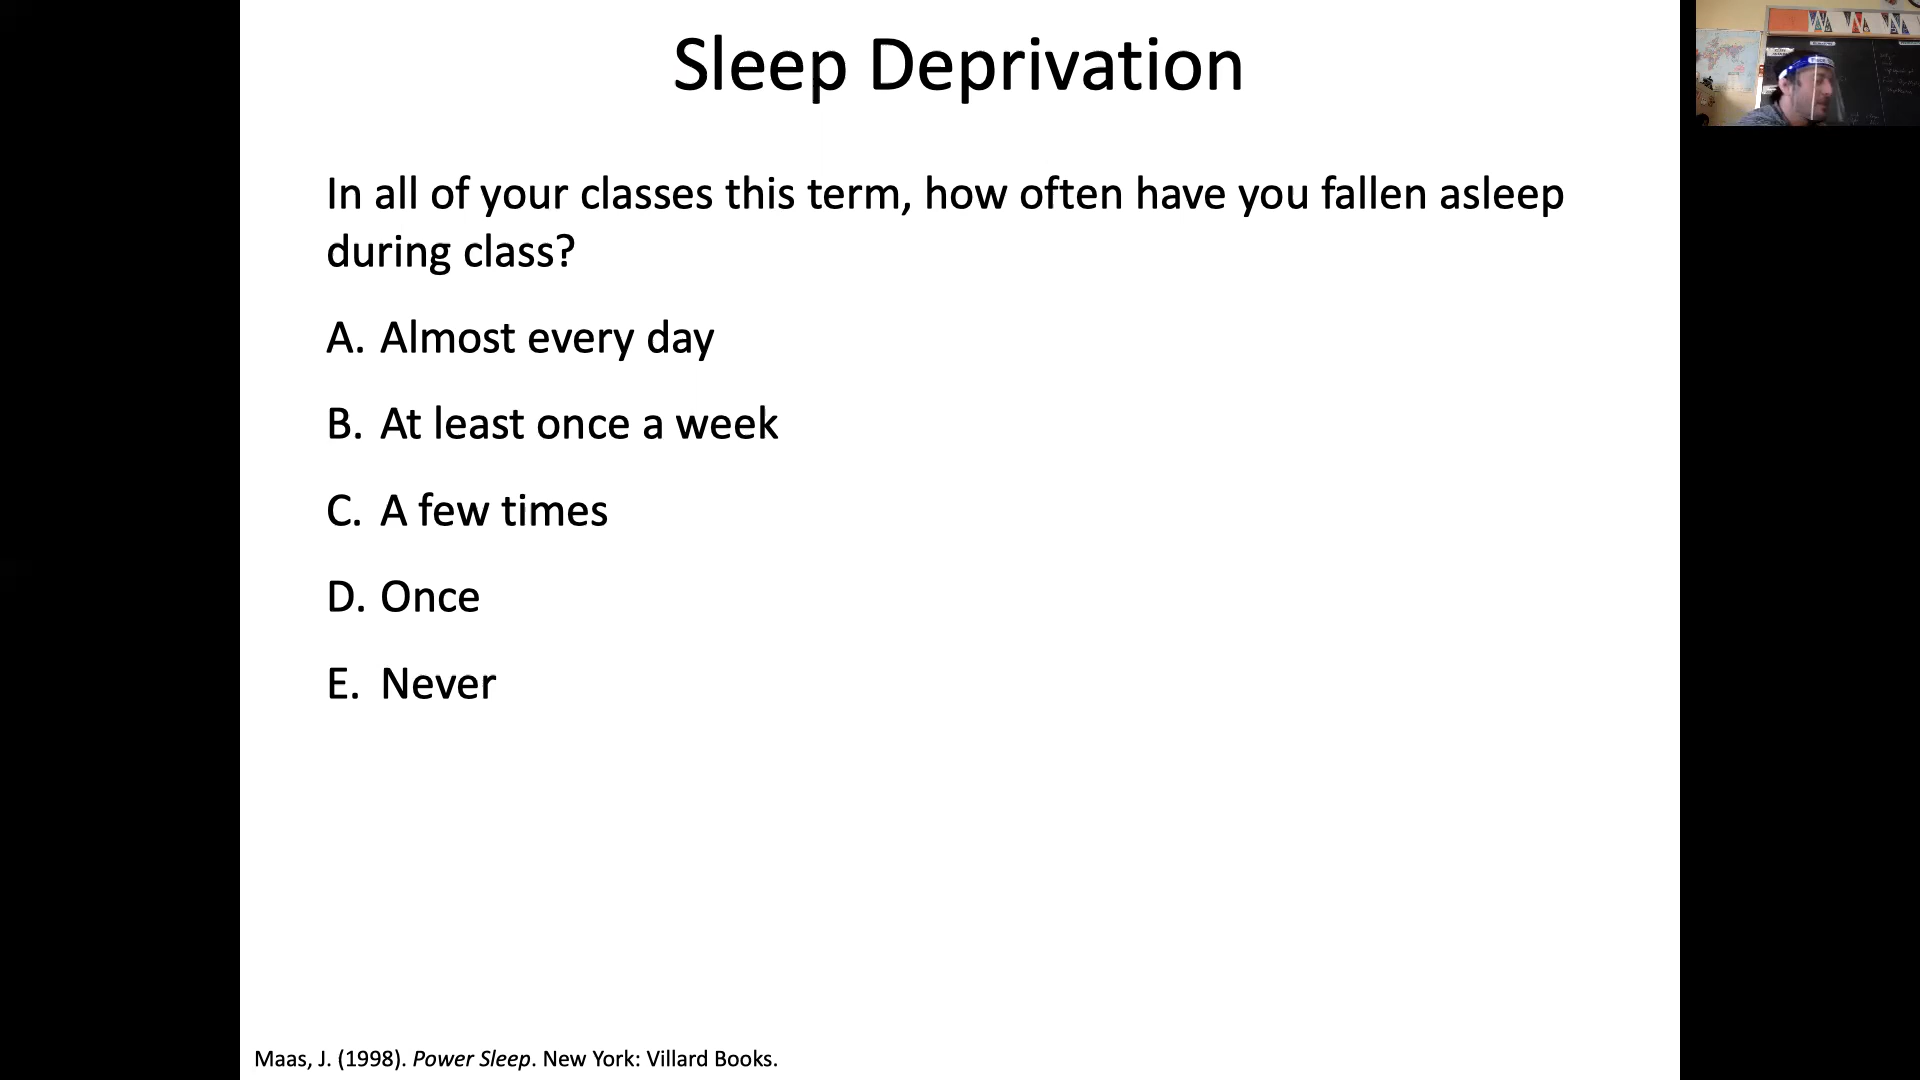 Sleep Deprivation
In all of your classes this term, how often have you fallen asleep
during class?
A. Almost every day
B. At least once a week
C. A few times
D. Once
E. Never
Maas, J. (1998). Power Sleep. New York: Villard Books.